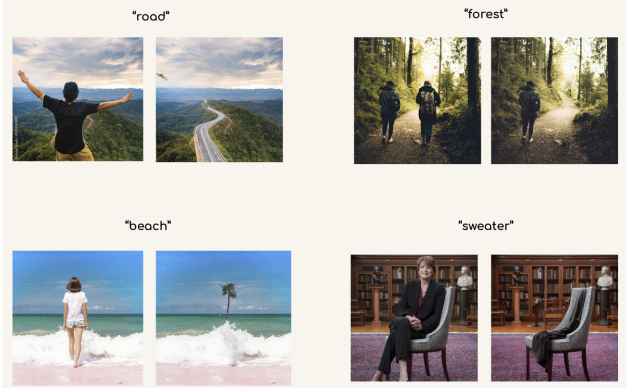 “road”
“forest”
“beach”
“sweater”